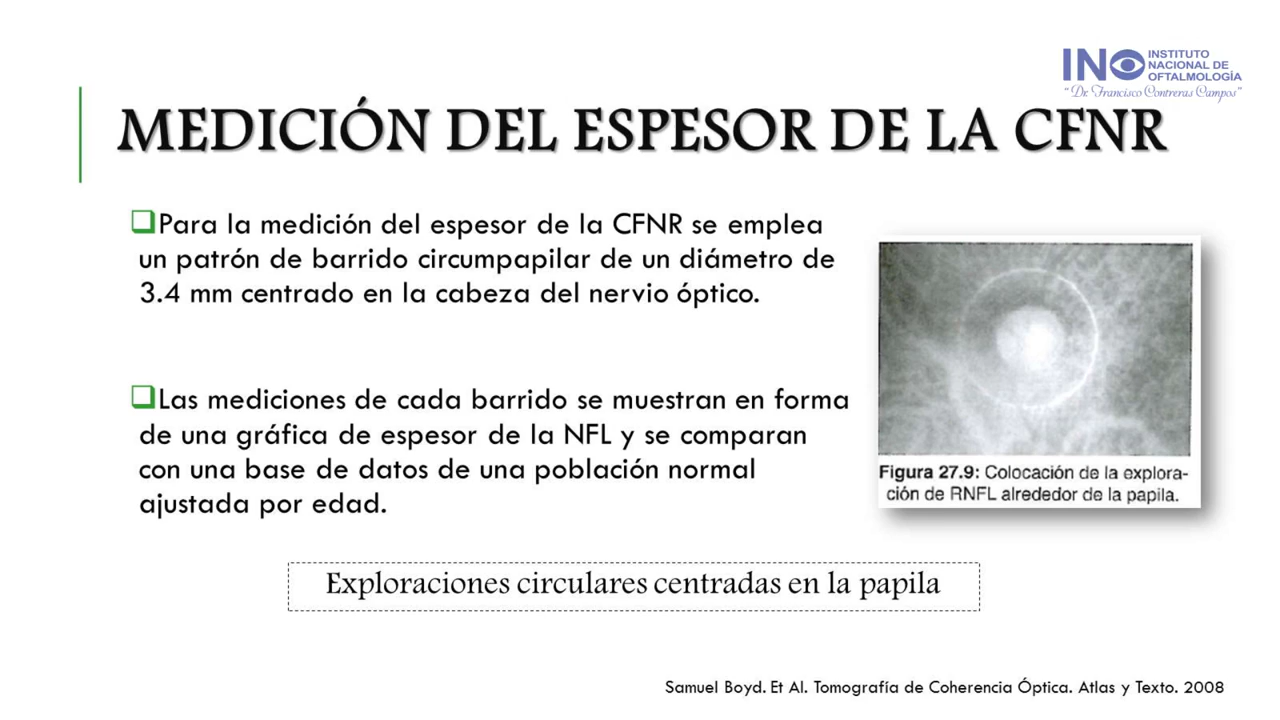 INO INSTITUTO
NACIONAL DE
OFTALMOLOGÍA
"Dr. Francisco Contreras Campos"
MEDICIÓN DEL ESPESOR DE LA CFNR
Para la medición del espesor de la CFNR se emplea
un patrón de barrido circumpapilar de un diámetro de
3.4 mm centrado en la cabeza del nervio óptico.
Las mediciones de cada barrido se muestran en forma
de una gráfica de espesor de la NFL y se comparan
con una base de datos de una población normal
ajustada por edad.
Figura 27.9: Colocación de la explora-
ción de RNFL alrededor de la papila.
Exploraciones circulares centradas en la papila
Samuel Boyd. Et Al. Tomografía de Coherencia Óptica. Atlas y Texto. 2008